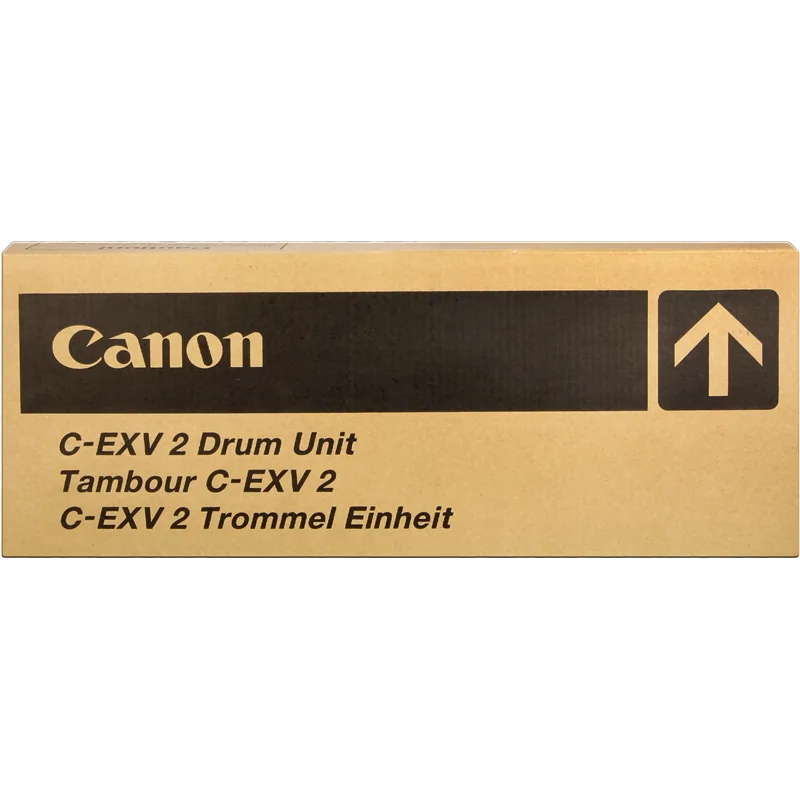 Canon
C-EXV 2 Drum Unit
Tambour C-EXV 2
C-EXV 2 Trommel Einheit